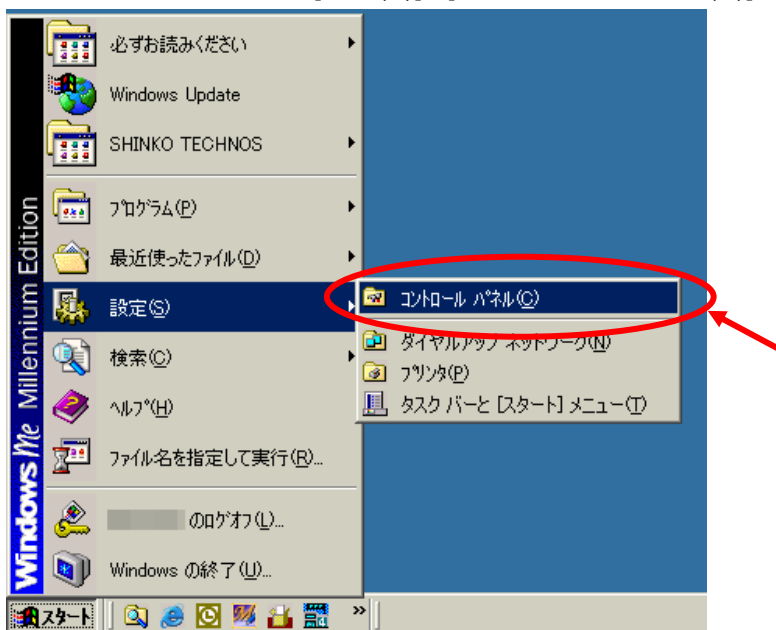 必ずお読みください
Windows Update
SHINKO TECHNOS
ﾌﾟﾛｸﾞﾗﾑ(P)
最近使ったﾌｧｲﾙ(D)
設定(S)
検索(C)
ﾍﾙﾌﾟ(H)
ﾌｧｲﾙ名を指定して実行(R)...
のﾛｸﾞｵﾌ(L)...
Windows の終了(U)...
ｺﾝﾄﾛｰﾙ ﾊﾟﾈﾙ(C)
ダイヤルアップ ネットワーク(N)
ﾌﾟﾘﾝﾀ(P)
タスク バーと [スタート] メニュー(T)
Windows Me Millennium Edition
スタート
»